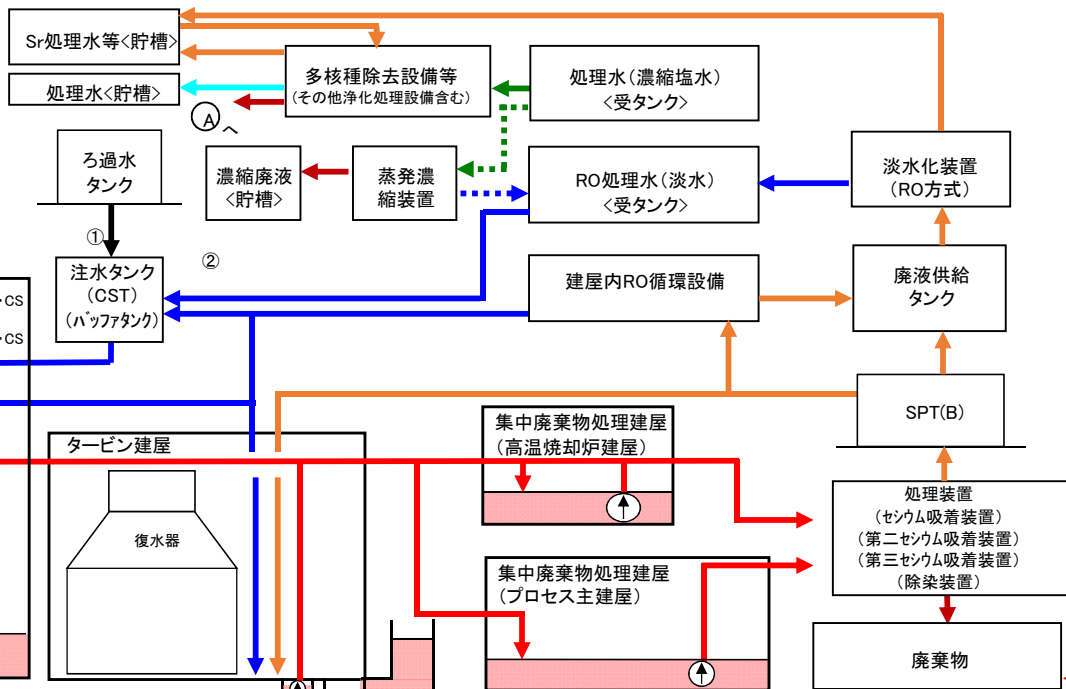 Sr処理水等<貯槽>
処理水<貯槽>
多核種除去設備等
(その他浄化処理設備含む)
処理水(濃縮塩水)
<受タンク>
Aへ
ろ過水
タンク
濃縮廃液
<貯槽>
蒸発濃
縮装置
RO処理水(淡水)
<受タンク>
淡水化装置
(RO方式)
①
②
注水タンク
(CST)
(バッファタンク)
建屋内RO循環設備
廃液供給
タンク
・CS
・CS
SPT(B)
タービン建屋
復水器
集中廃棄物処理建屋
(高温焼却炉建屋)
処理装置
(セシウム吸着装置)
(第二セシウム吸着装置)
(第三セシウム吸着装置)
(除染装置)
集中廃棄物処理建屋
(プロセス主建屋)
廃棄物